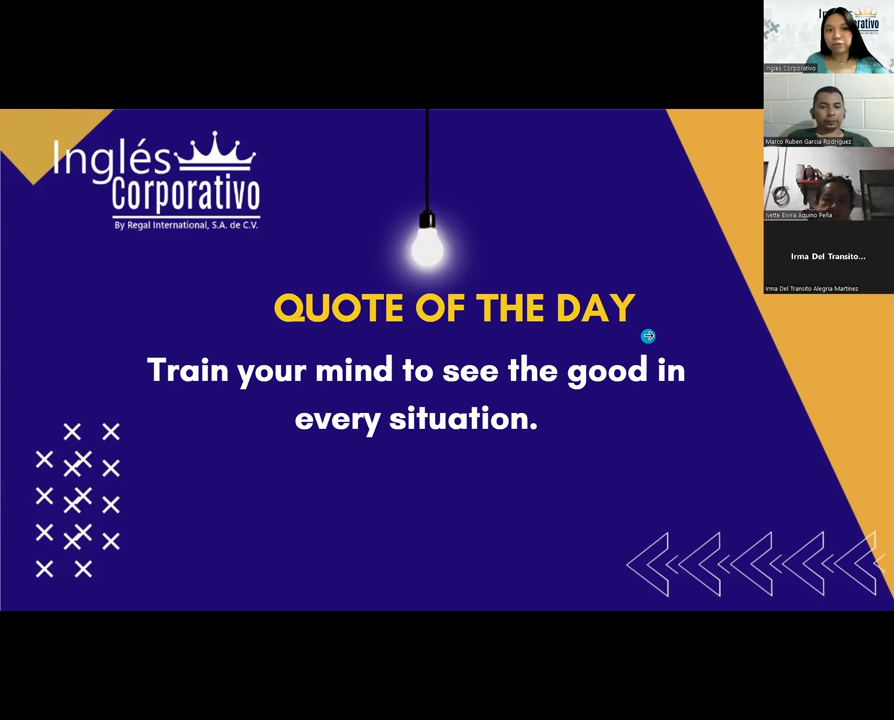 Inglés
Corporativo
By Regal International, S.A. de C.V.
QUOTE OF THE DAY
Train your mind to see the good in
every situation.
Inglés Corporativo
Marco Ruben Garcia Rodriguez
Ivette Elvira Aquino Peña
Irma Del Transito...
Irma Del Transito Alegria Martinez